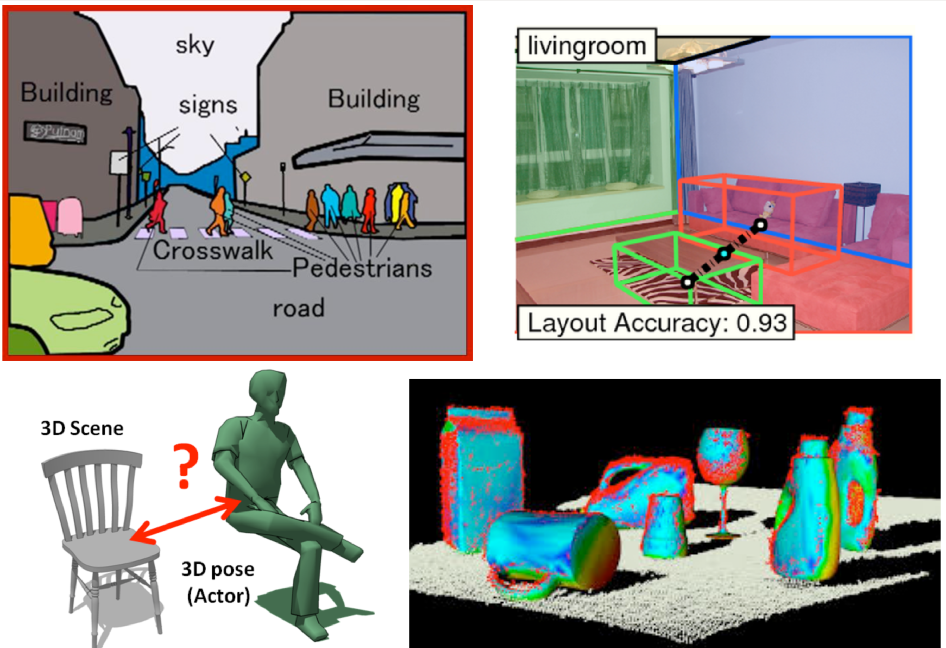 sky
Building
signs
Building
Crosswalk
Pedestrians
road
livingroom
Layout Accuracy: 0.93
3D Scene
?
3D pose
(Actor)